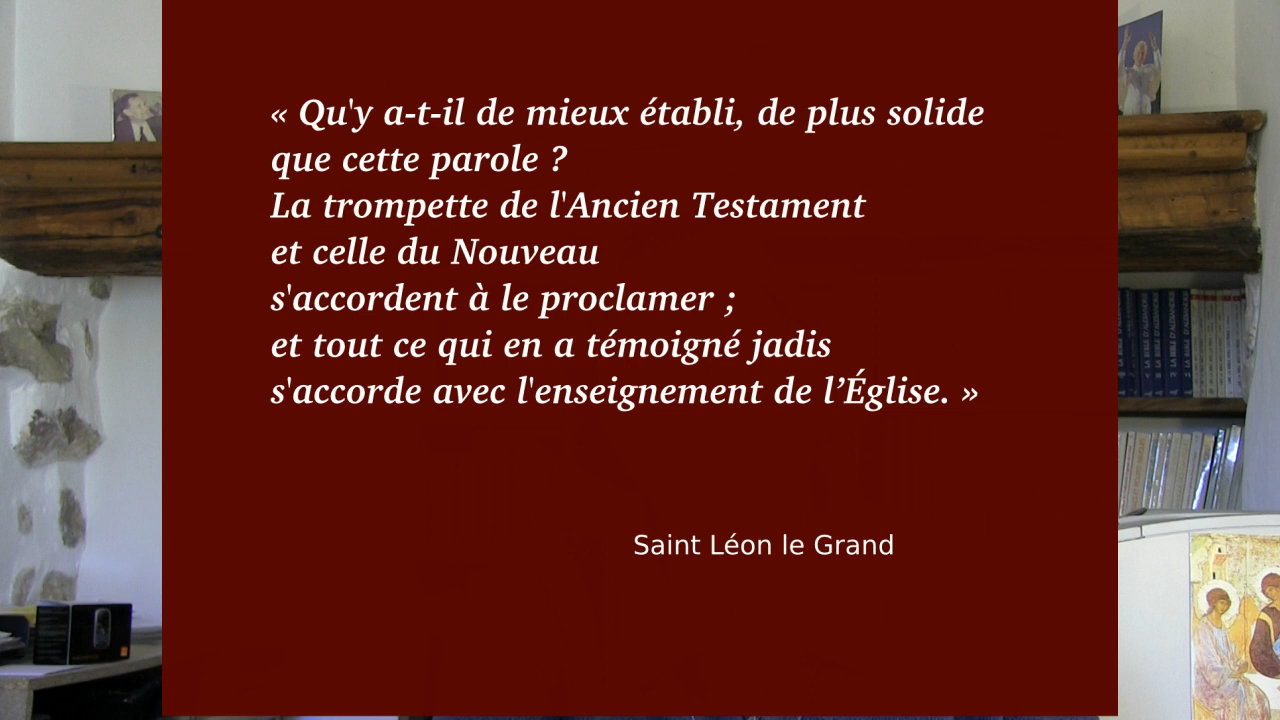 « Qu'y a-t-il de mieux établi, de plus solide
que cette parole ?
La trompette de l'Ancien Testament
et celle du Nouveau
s'accordent à le proclamer ;
et tout ce qui en a témoigné jadis
s'accorde avec l'enseignement de l’Église. »
Saint Léon le Grand